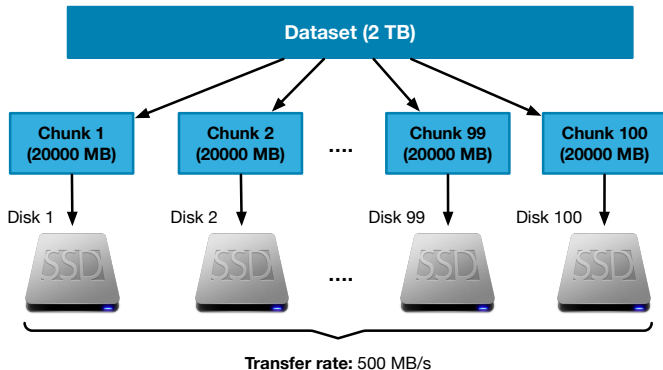 Dataset (2 TB)
Chunk 1
(20000 MB)
Chunk 2
(20000 MB)
....
Chunk 99
(20000 MB)
Chunk 100
(20000 MB)
Disk 1
Disk 2
Disk 99
Disk 100
SSD
SSD
....
SSD
SSD
Transfer rate: 500 MB/s